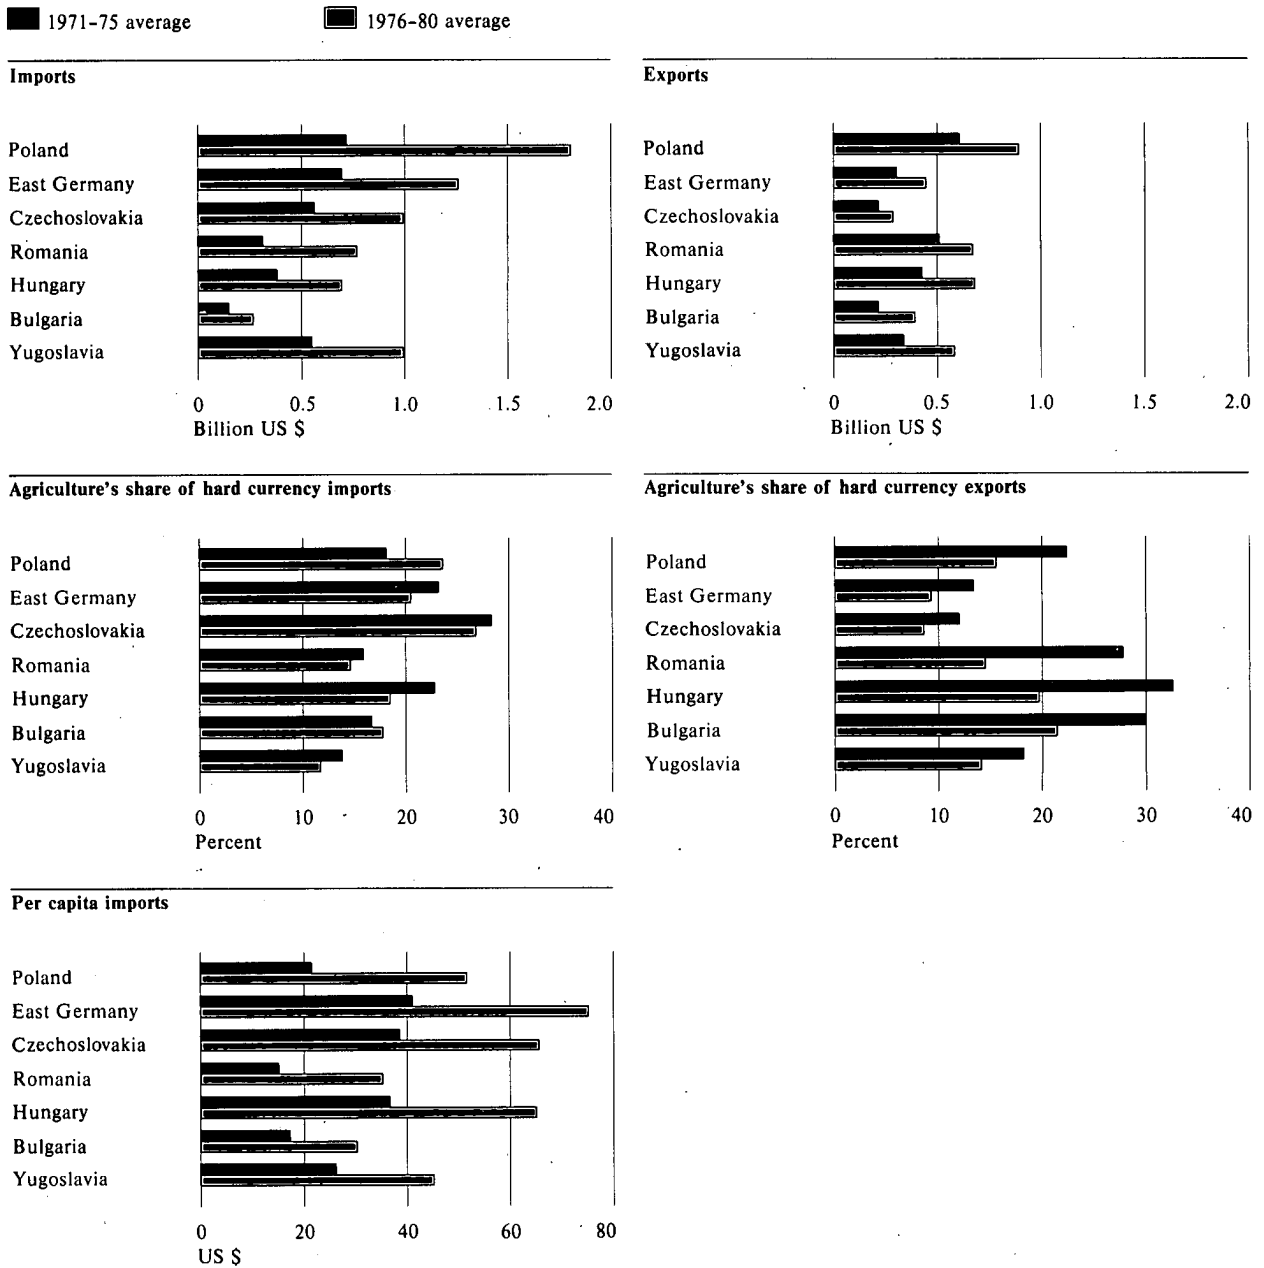 1971-75 average 1976-80 average
Imports
Poland
East Germany
Czechoslovakia
Romania
Hungary
Bulgaria
Yugoslavia
0 0.5 1.0 1.5 2.0
Billion US $
Exports
Poland
East Germany
Czechoslovakia
Romania
Hungary
Bulgaria
Yugoslavia
0 0.5 1.0 1.5 2.0
Billion US $
Agriculture's share of hard currency imports
Poland
East Germany
Czechoslovakia
Romania
Hungary
Bulgaria
Yugoslavia
0 10 20 30 40
Percent
Agriculture's share of hard currency exports
Poland
East Germany
Czechoslovakia
Romania
Hungary
Bulgaria
Yugoslavia
0 10 20 30 40
Percent
Per capita imports
Poland
East Germany
Czechoslovakia
Romania
Hungary
Bulgaria
Yugoslavia
0 20 40 60 80
US $